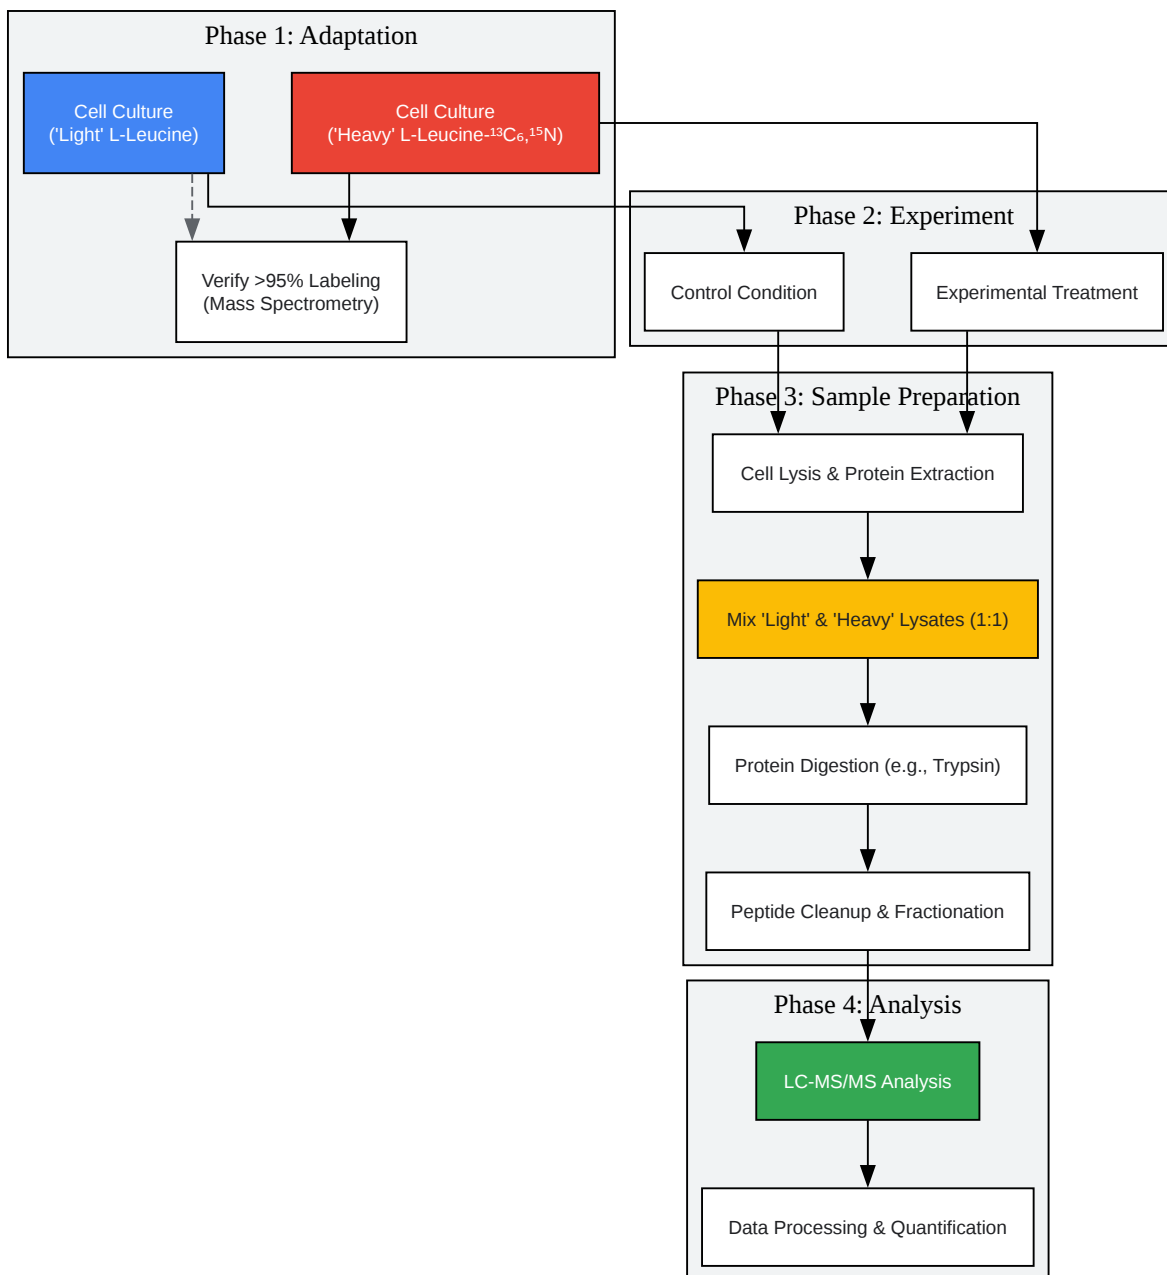 Phase 1: Adaptation
Cell Culture
('Light' L-Leucine)
Cell Culture
('Heavy' L-Leucine-¹³C₆,¹⁵N)
Verify >95% Labeling
(Mass Spectrometry)
Phase 2: Experiment
Control Condition
Experimental Treatment
Phase 3: Sample Preparation
Cell Lysis & Protein Extraction
Mix 'Light' & 'Heavy' Lysates (1:1)
Protein Digestion (e.g., Trypsin)
Peptide Cleanup & Fractionation
Phase 4: Analysis
LC-MS/MS Analysis
Data Processing & Quantification